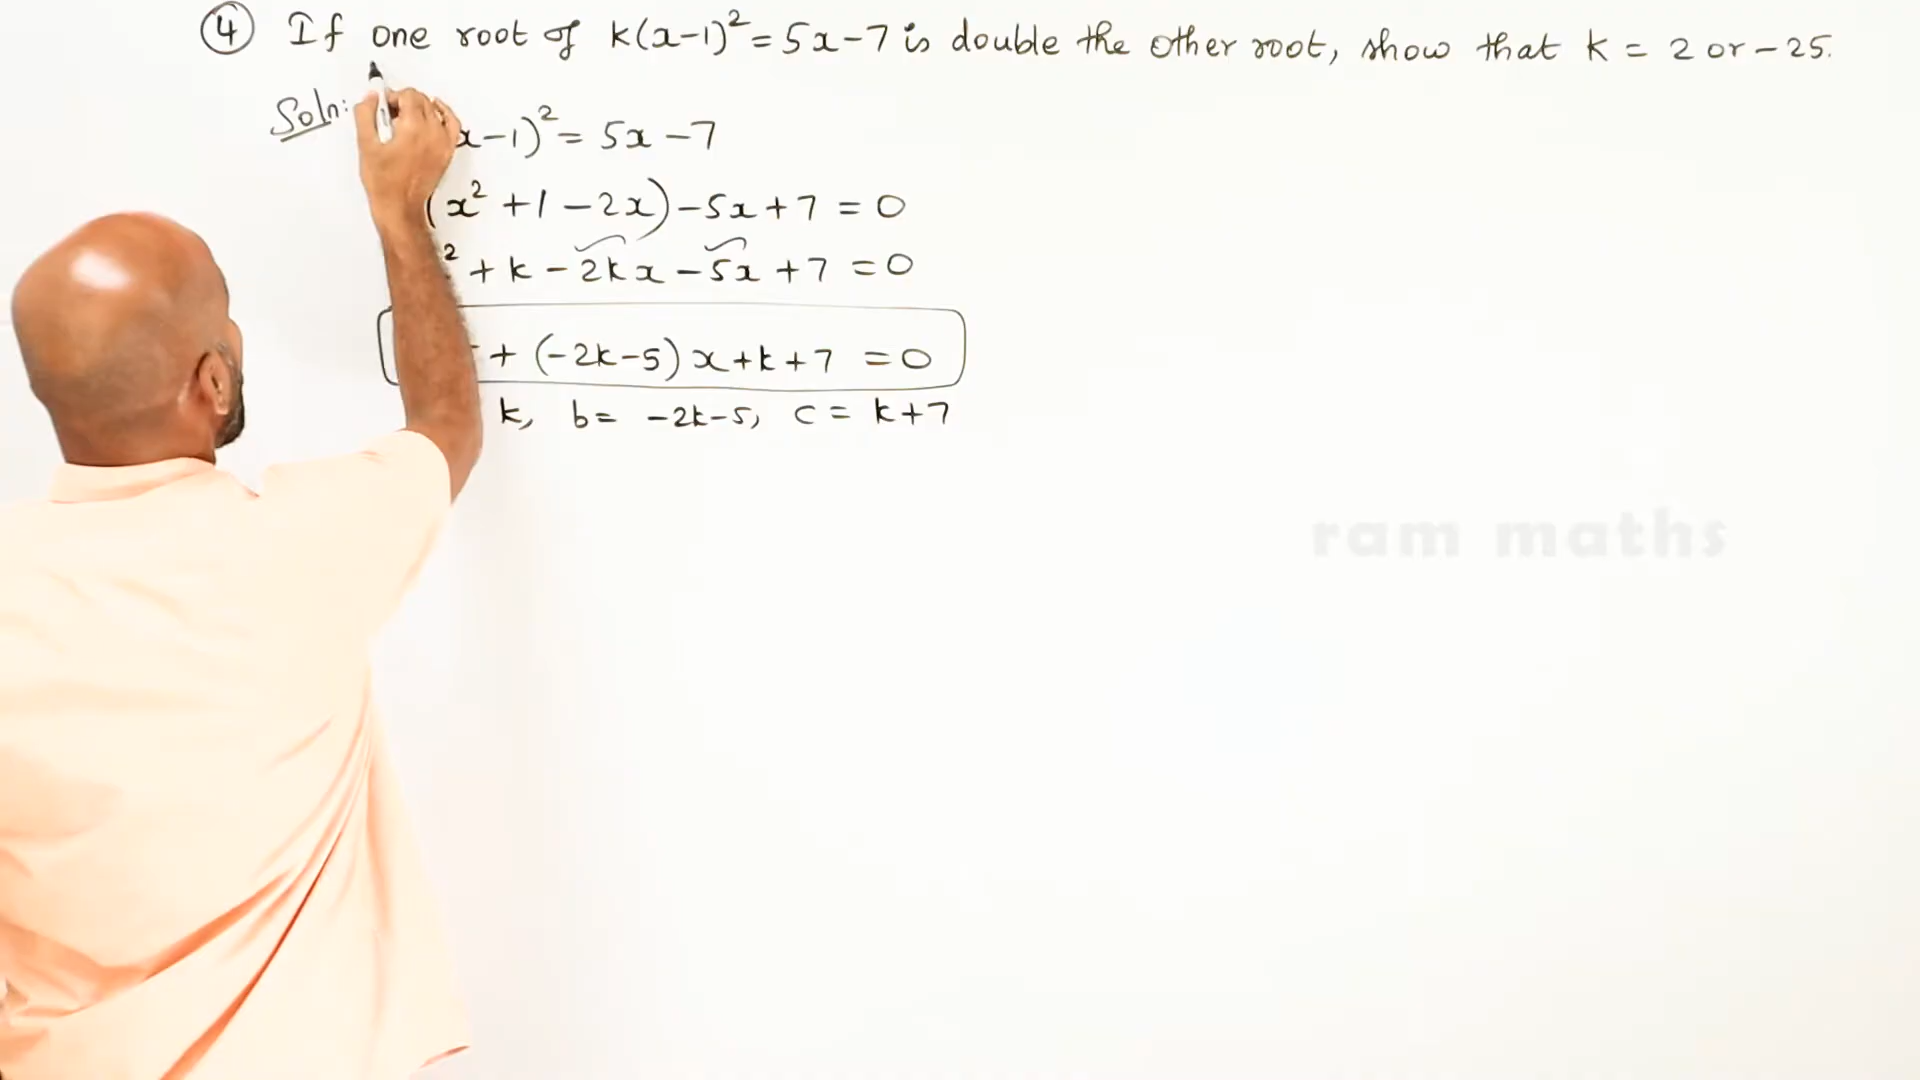 ④ If one root of k(x-1)² = 5x-7 is double the other root, show that k = 2 or -25.
Soln:
x-1)² = 5x-7
(x² +1 -2x) -5x+7 = 0
² +k -2kx -5x +7 = 0
+ (-2k-5) x+k+7 = 0
k, b= -2k-5, c = k+7
ram maths